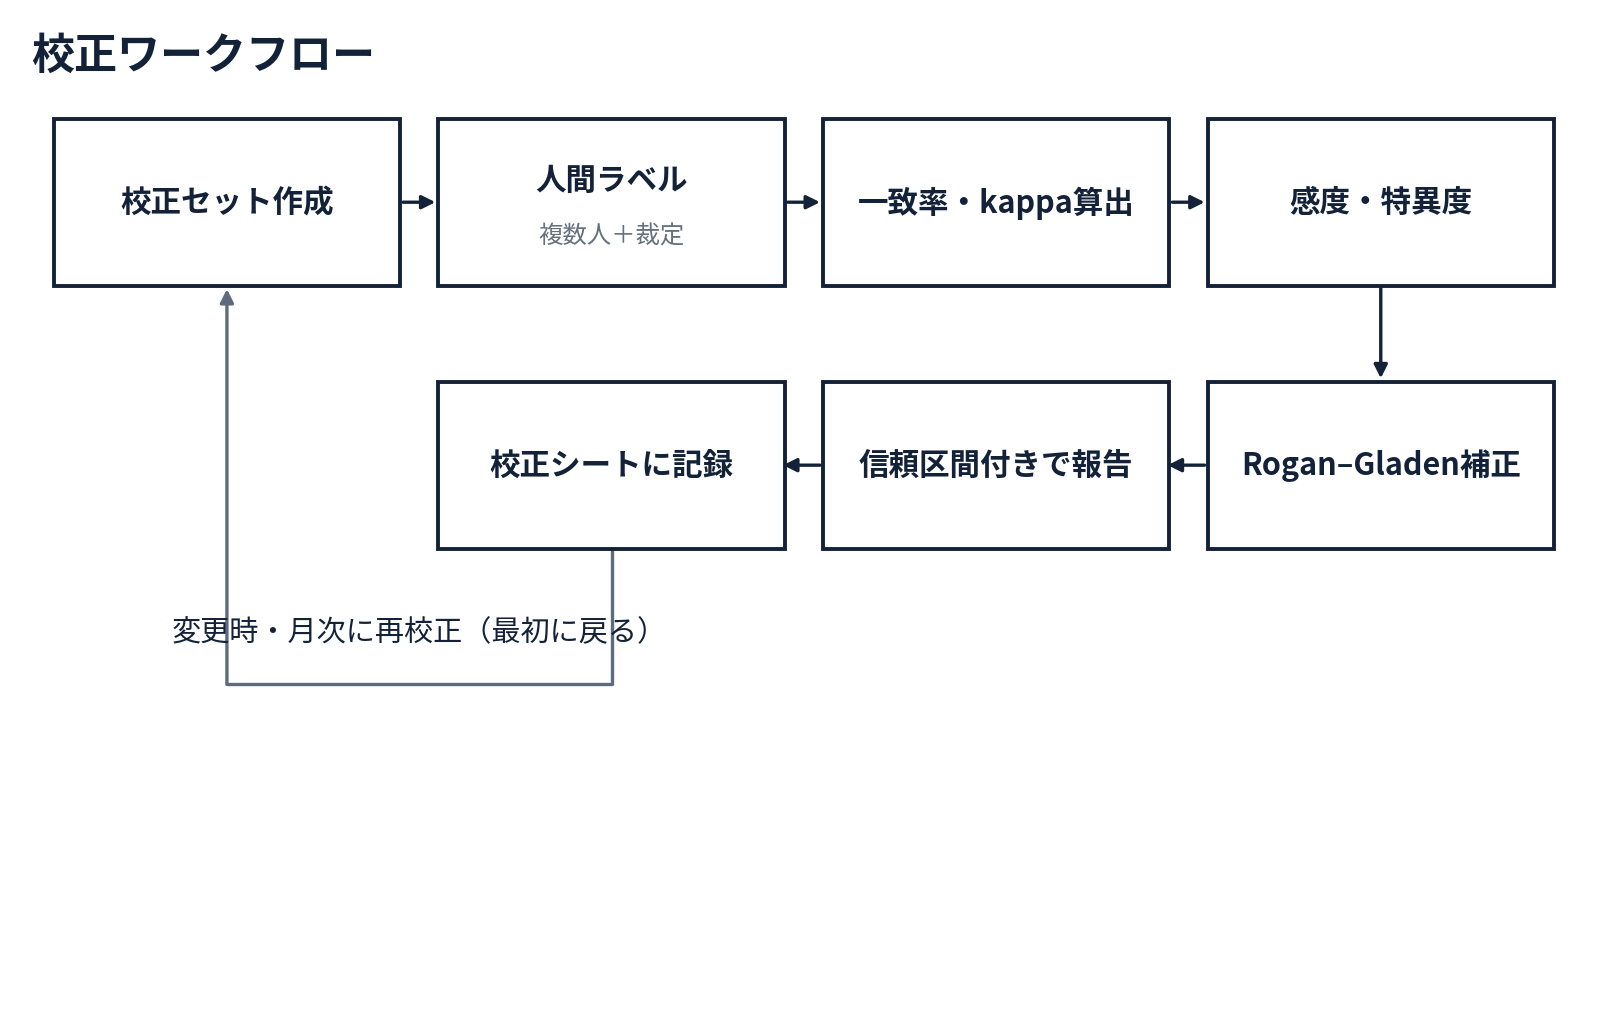 校正ワークフロー
校正セット作成
人間ラベル
複数人＋裁定
一致率・kappa算出
感度・特異度
Rogan–Gladen補正
信頼区間付きで報告
校正シートに記録
変更時・月次に再校正（最初に戻る）